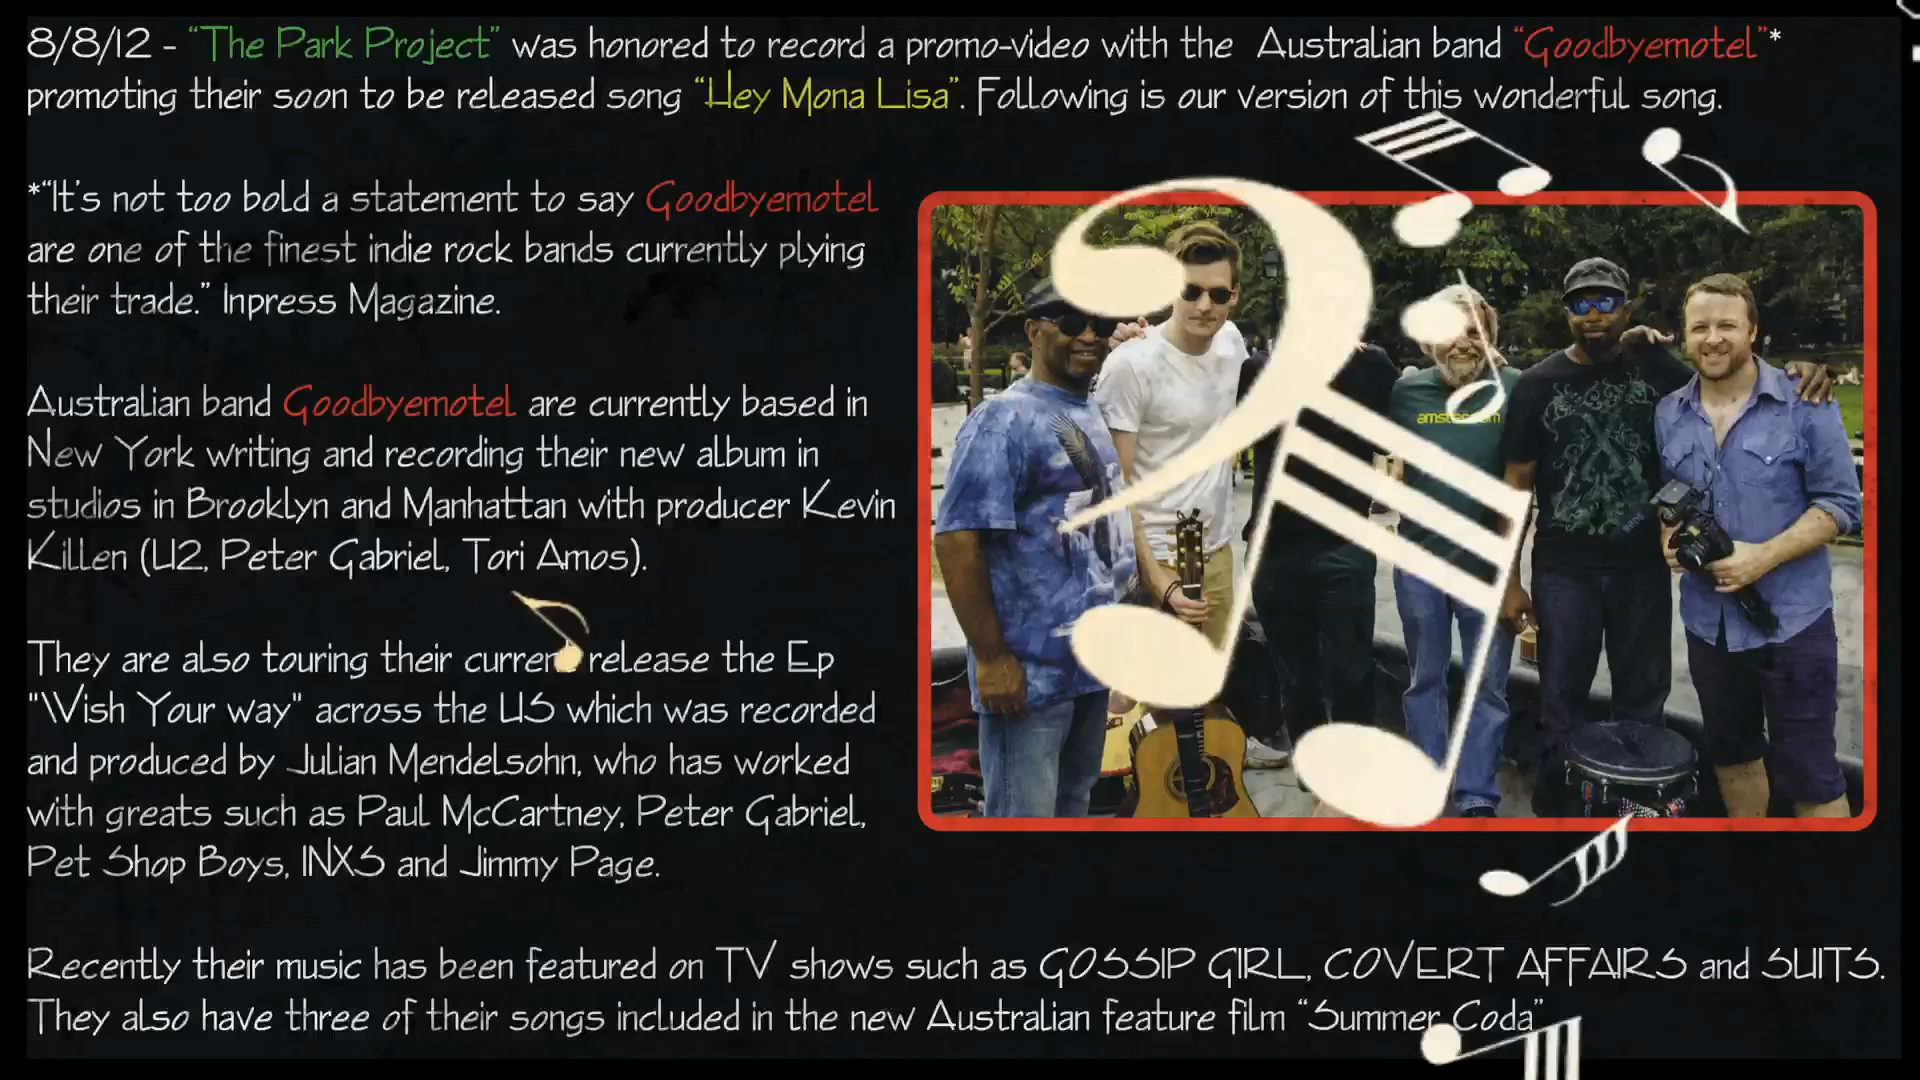 8/8/12 - “The Park Project” was honored to record a promo-video with the Australian band “Goodbyemotel”*
promoting their soon to be released song “Hey Mona Lisa”. Following is our version of this wonderful song.
*“It's not too bold a statement to say Goodbyemotel
are one of the finest indie rock bands currently plying
their trade.” Inpress Magazine.
Australian band Goodbyemotel are currently based in
New York writing and recording their new album in
studios in Brooklyn and Manhattan with producer Kevin
Killen (U2, Peter Gabriel, Tori Amos).
They are also touring their current release the Ep
"Wish Your way" across the US which was recorded
and produced by Julian Mendelsohn, who has worked
with greats such as Paul McCartney, Peter Gabriel,
Pet Shop Boys, INXS and Jimmy Page.
Recently their music has been featured on TV shows such as GOSSIP GIRL, COVERT AFFAIRS and SUITS.
They also have three of their songs included in the new Australian feature film “Summer Coda”